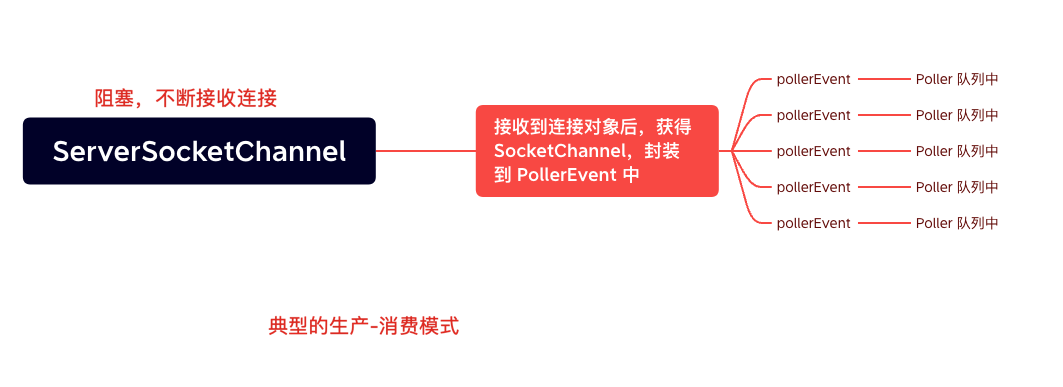 阻塞，不断接收连接
ServerSocketChannel
接收到连接对象后，获得
SocketChannel，封装
到 PollerEvent 中
pollerEvent
Poller 队列中
pollerEvent
Poller 队列中
pollerEvent
Poller 队列中
pollerEvent
Poller 队列中
pollerEvent
Poller 队列中
典型的生产-消费模式